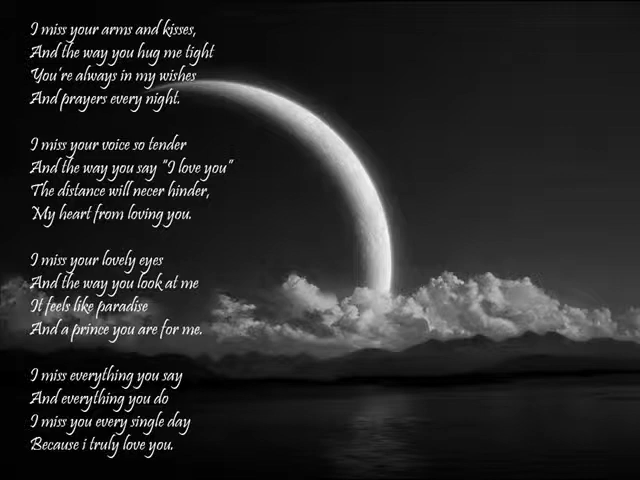 I miss your arms and kisses,
And the way you hug me tight
You're always in my wishes
And prayers every night.
I miss your voice so tender
And the way you say "I love you"
The distance will necer hinder,
My heart from loving you.
I miss your lovely eyes
And the way you look at me
It feels like paradise
And a prince you are for me.
I miss everything you say
And everything you do
I miss you every single day
Because i truly love you.